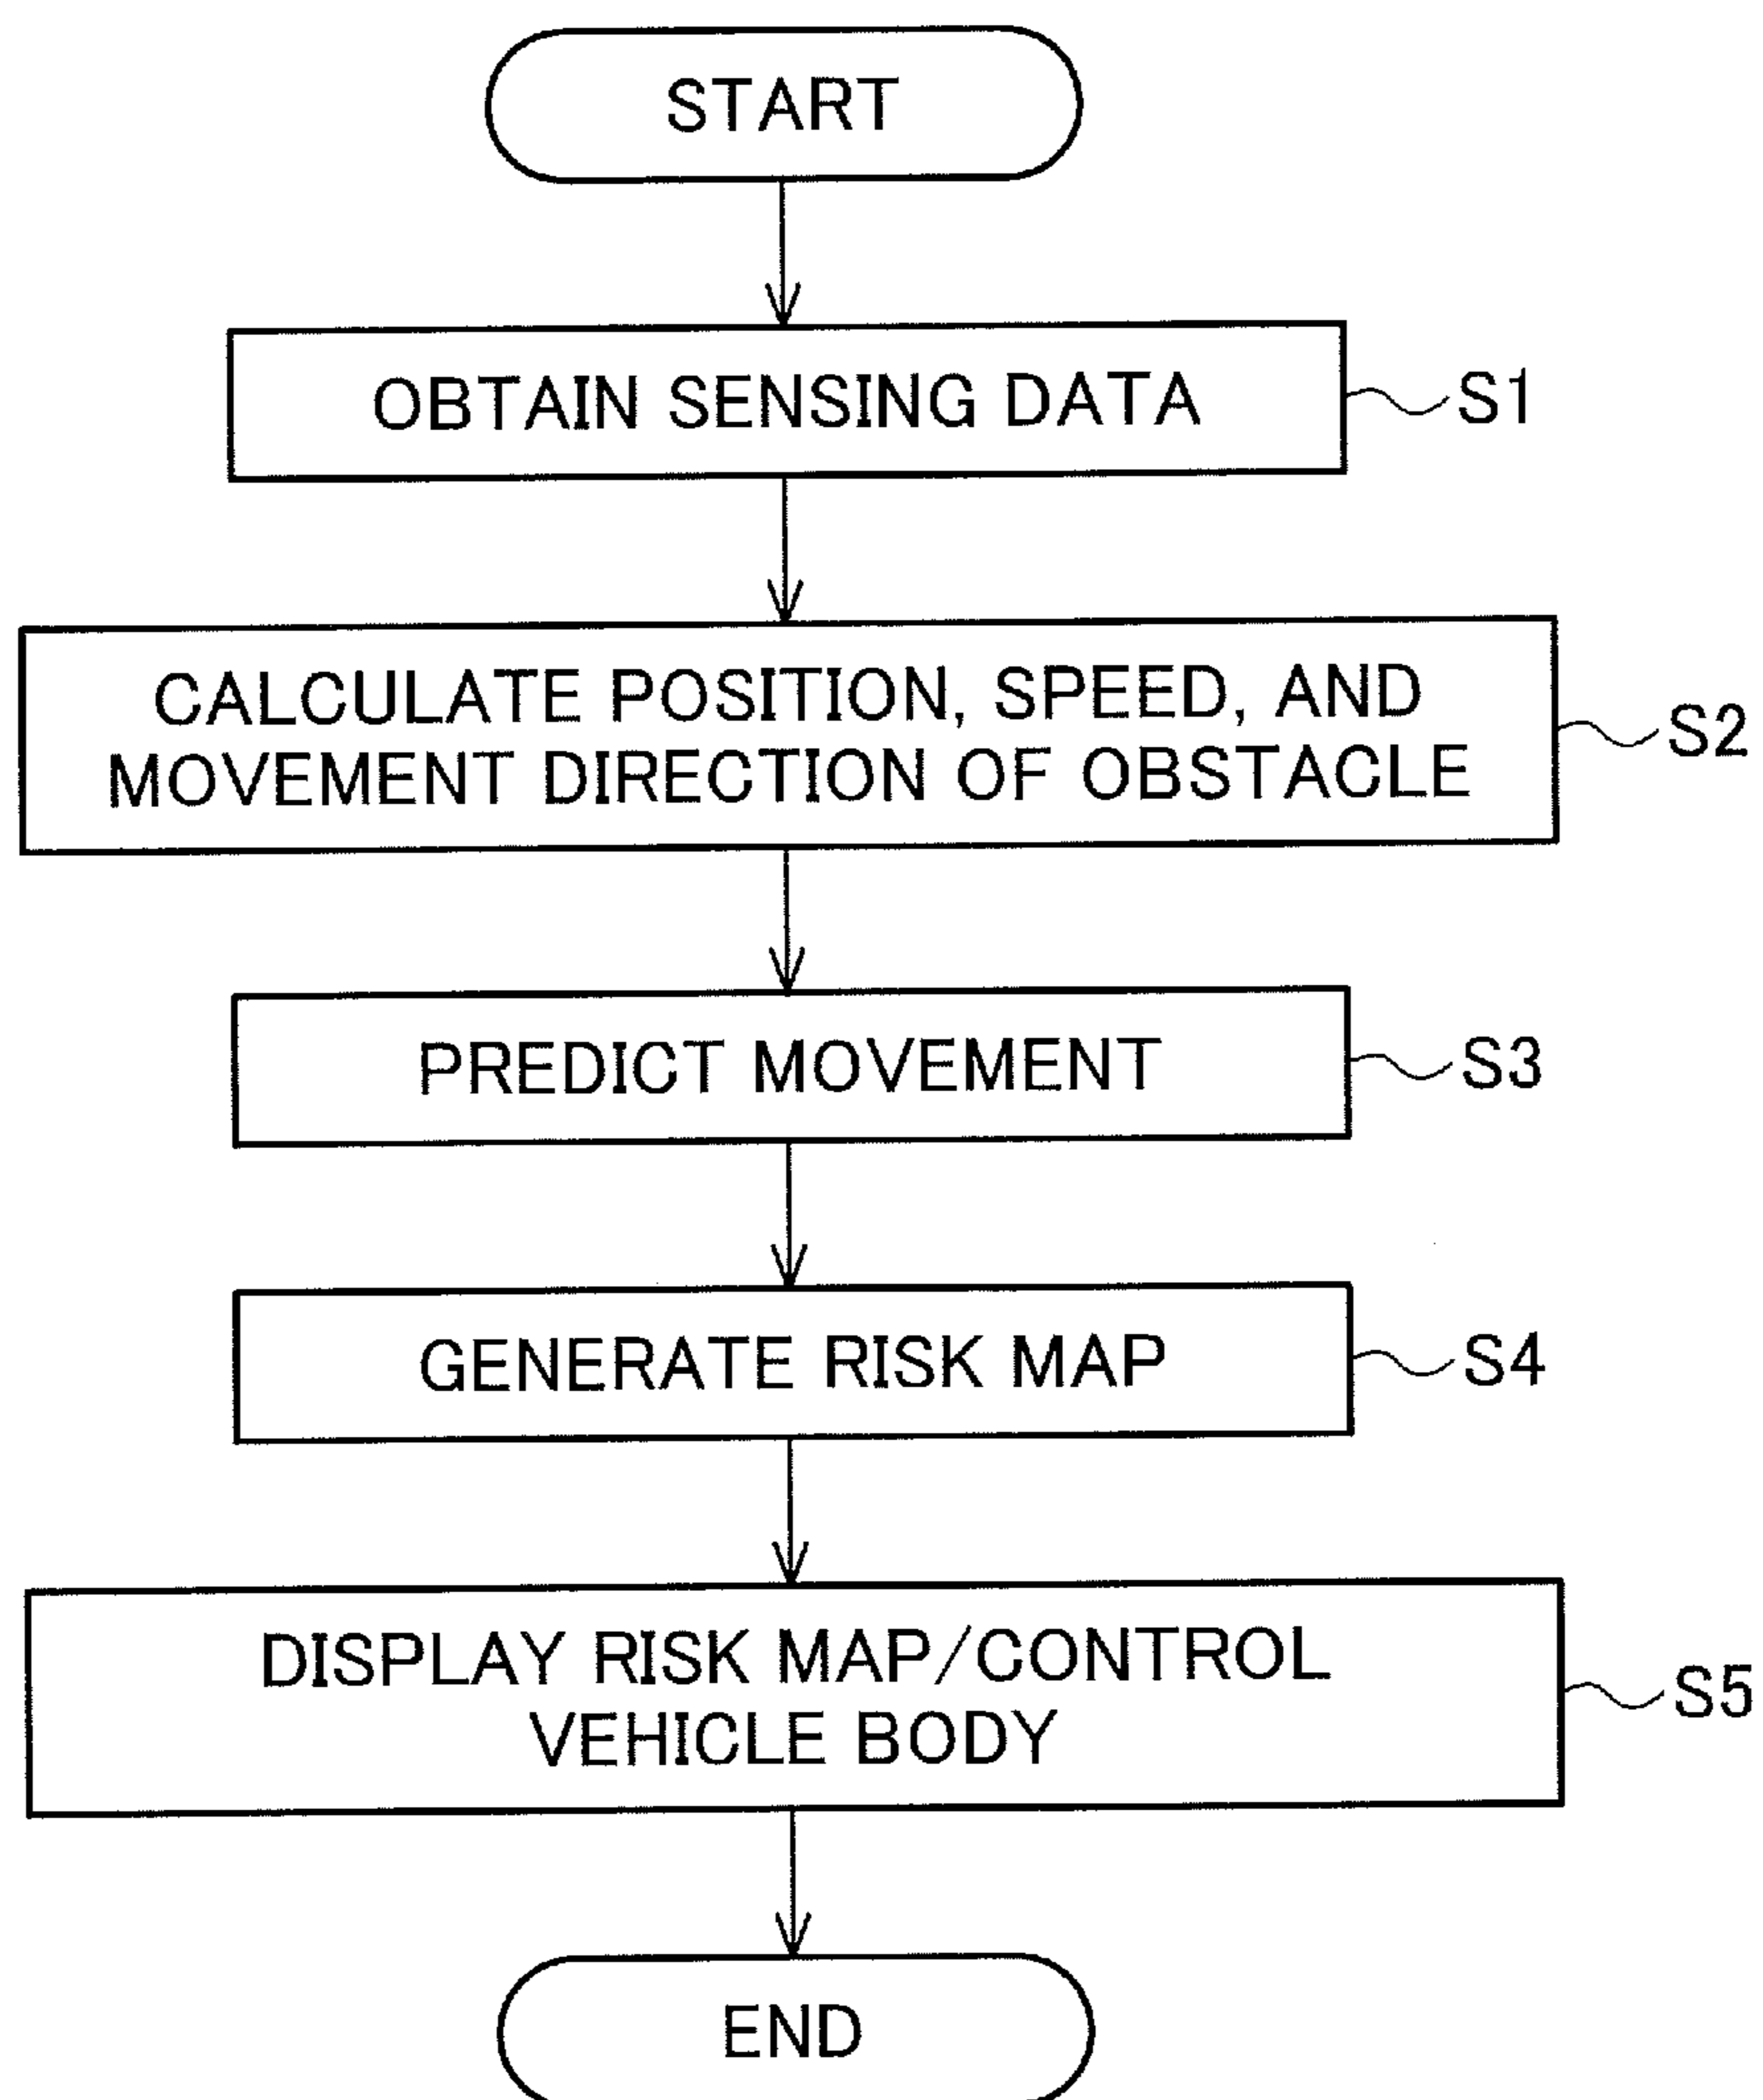 START
OBTAIN SENSING DATA
S1
CALCULATE POSITION, SPEED, AND
MOVEMENT DIRECTION OF OBSTACLE
S2
PREDICT MOVEMENT
S3
GENERATE RISK MAP
S4
DISPLAY RISK MAP/CONTROL
VEHICLE BODY
S5
END